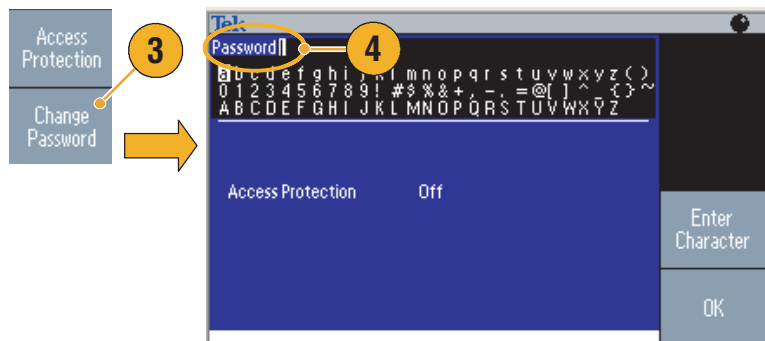 Access
Protection
3
Change
Password
Tek
Password
4
a b c d e f g h i j k l m n o p q r s t u v w x y z ( )
0 1 2 3 4 5 6 7 8 9 ! # $ % & + , - . = @ [ ] ^ _ { } ~
A B C D E F G H I J K L M N O P Q R S T U V W X Y Z
Access Protection Off
Enter
Character
OK